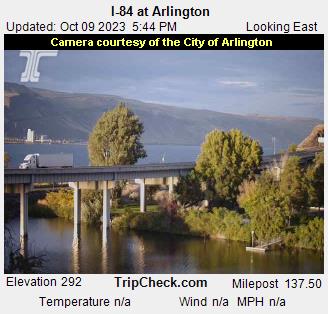 I-84 at Arlington
Updated: Oct 09 2023 5:44 PM Looking East
Camera courtesy of the City of Arlington
Elevation 292 TripCheck.com Milepost 137.50
Temperature n/a Wind n/a MPH n/a